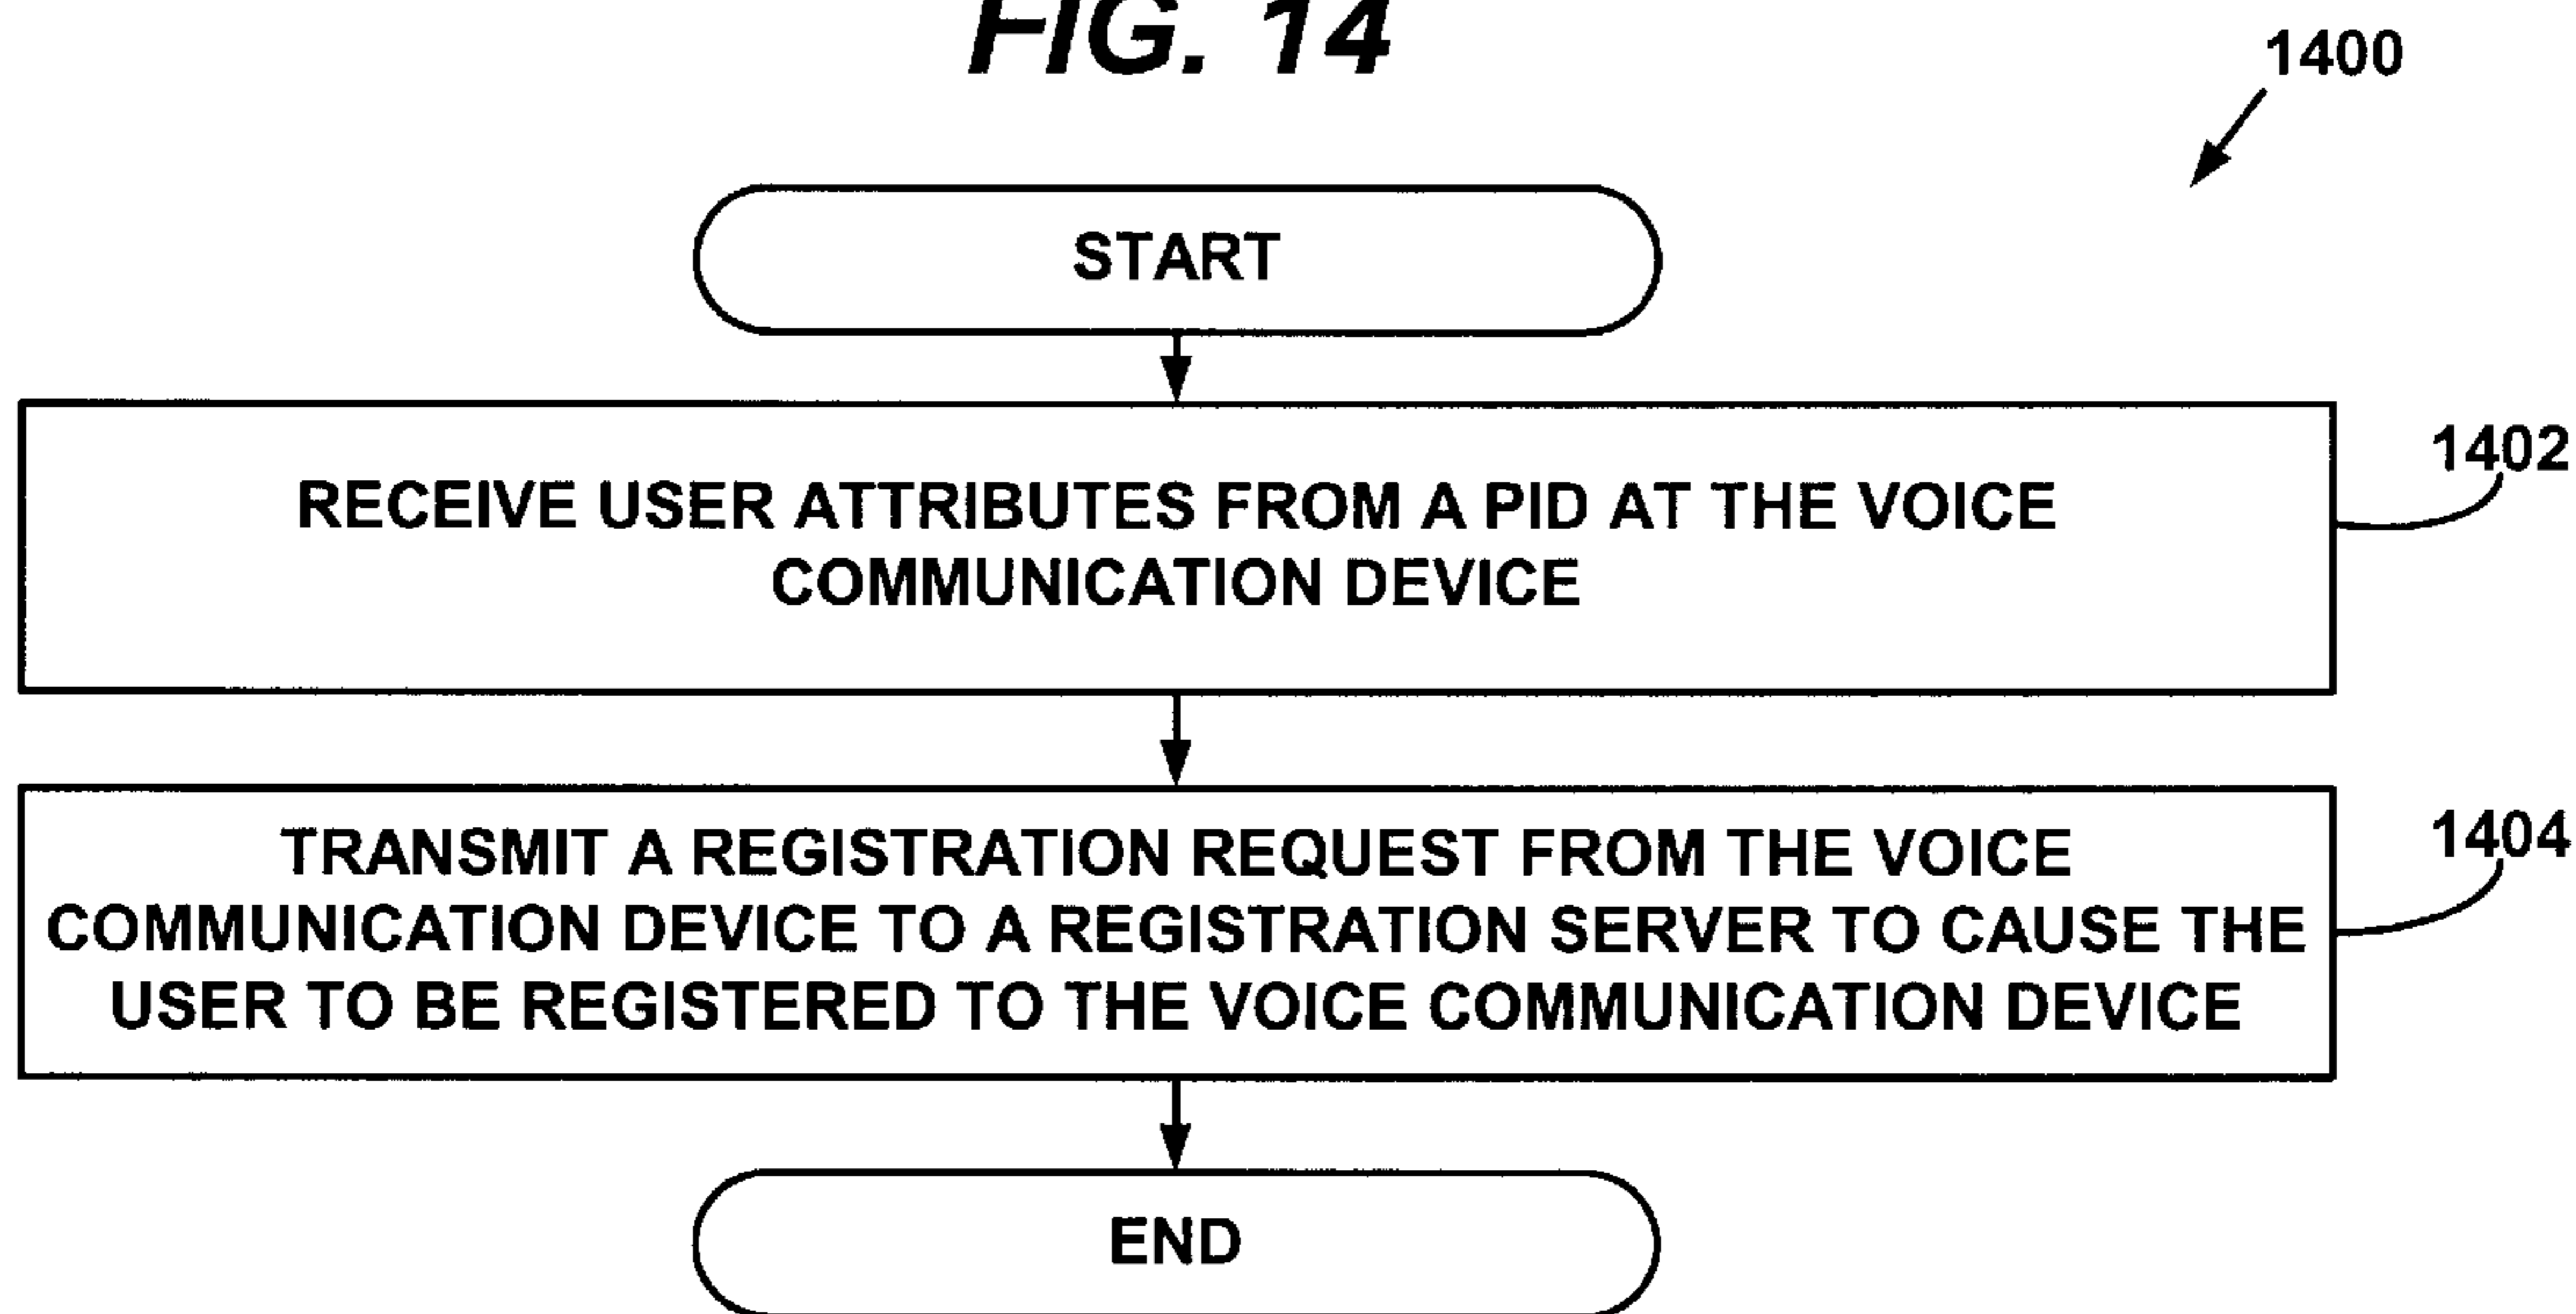 FIG. 14
1400
START
RECEIVE USER ATTRIBUTES FROM A PID AT THE VOICE
COMMUNICATION DEVICE
1402
TRANSMIT A REGISTRATION REQUEST FROM THE VOICE
COMMUNICATION DEVICE TO A REGISTRATION SERVER TO CAUSE THE
USER TO BE REGISTERED TO THE VOICE COMMUNICATION DEVICE
1404
END